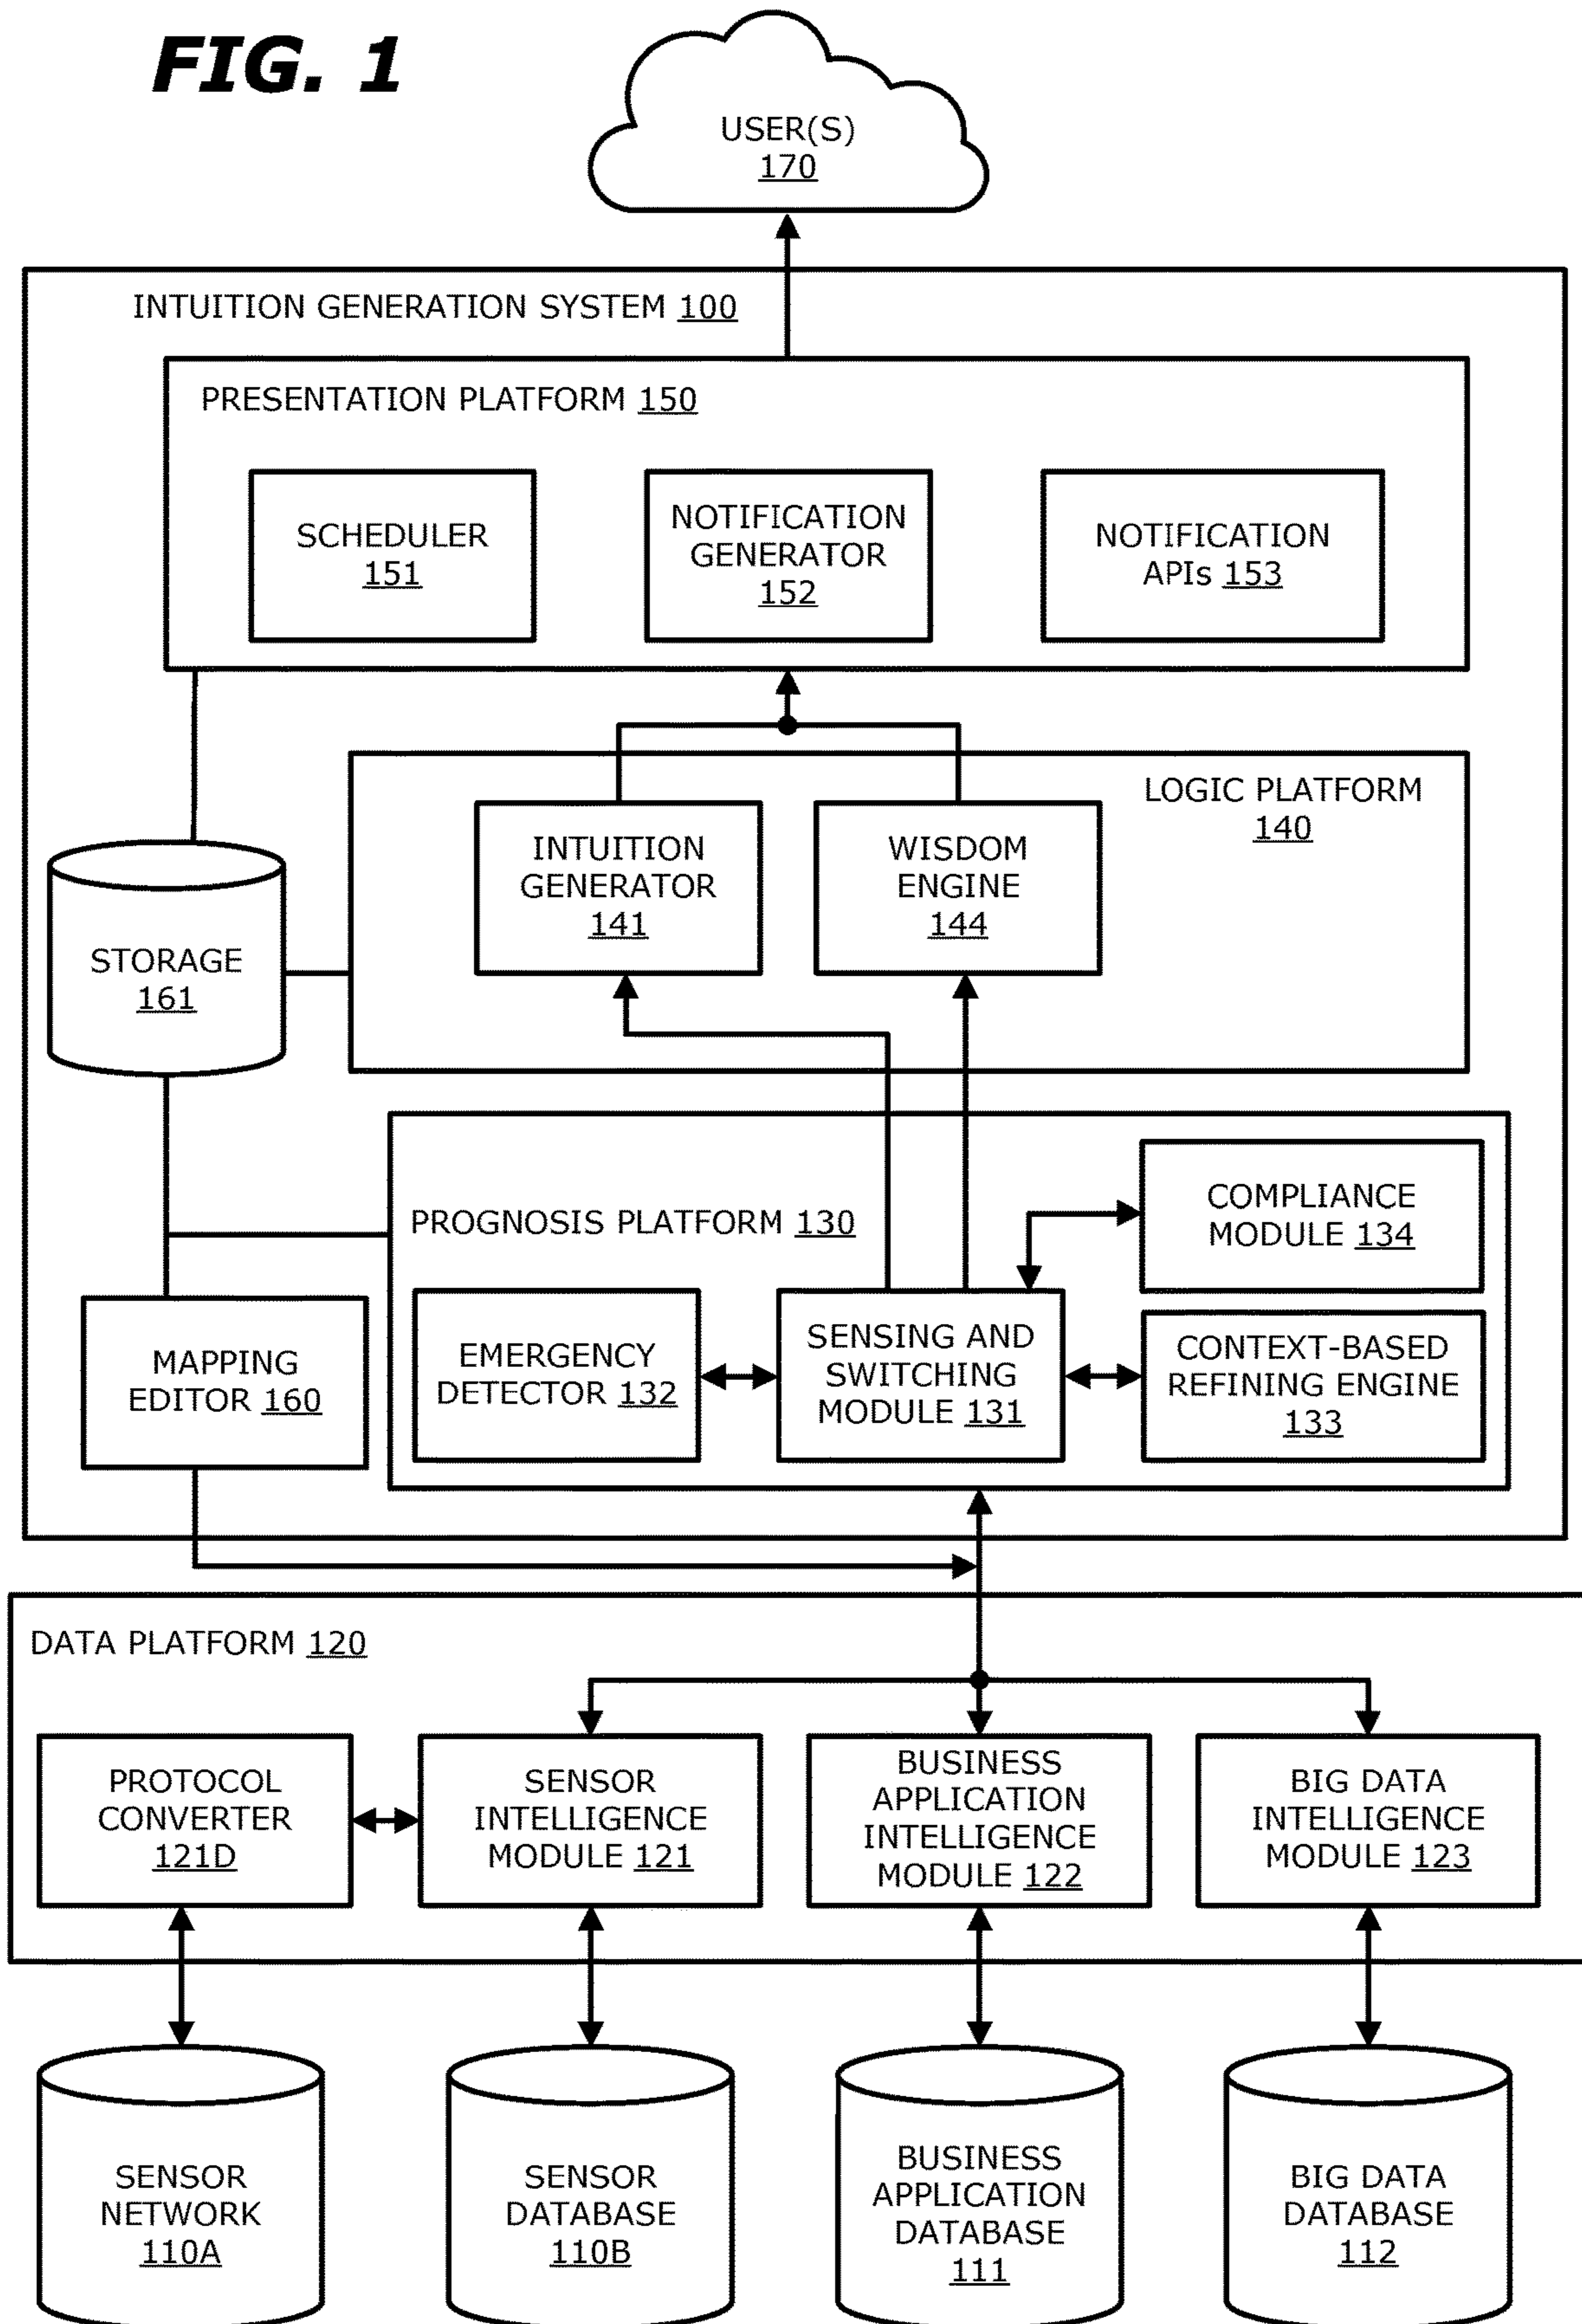 FIG. 1
USER(S)
170
INTUITION GENERATION SYSTEM 100
PRESENTATION PLATFORM 150
SCHEDULER
151
NOTIFICATION
GENERATOR
152
NOTIFICATION
APIs 153
LOGIC PLATFORM
140
INTUITION
GENERATOR
141
WISDOM
ENGINE
144
STORAGE
161
PROGNOSIS PLATFORM 130
COMPLIANCE
MODULE 134
MAPPING
EDITOR 160
EMERGENCY
DETECTOR 132
SENSING AND
SWITCHING
MODULE 131
CONTEXT-BASED
REFINING ENGINE
133
DATA PLATFORM 120
PROTOCOL
CONVERTER
121D
SENSOR
INTELLIGENCE
MODULE 121
BUSINESS
APPLICATION
INTELLIGENCE
MODULE 122
BIG DATA
INTELLIGENCE
MODULE 123
SENSOR
NETWORK
110A
SENSOR
DATABASE
110B
BUSINESS
APPLICATION
DATABASE
111
BIG DATA
DATABASE
112